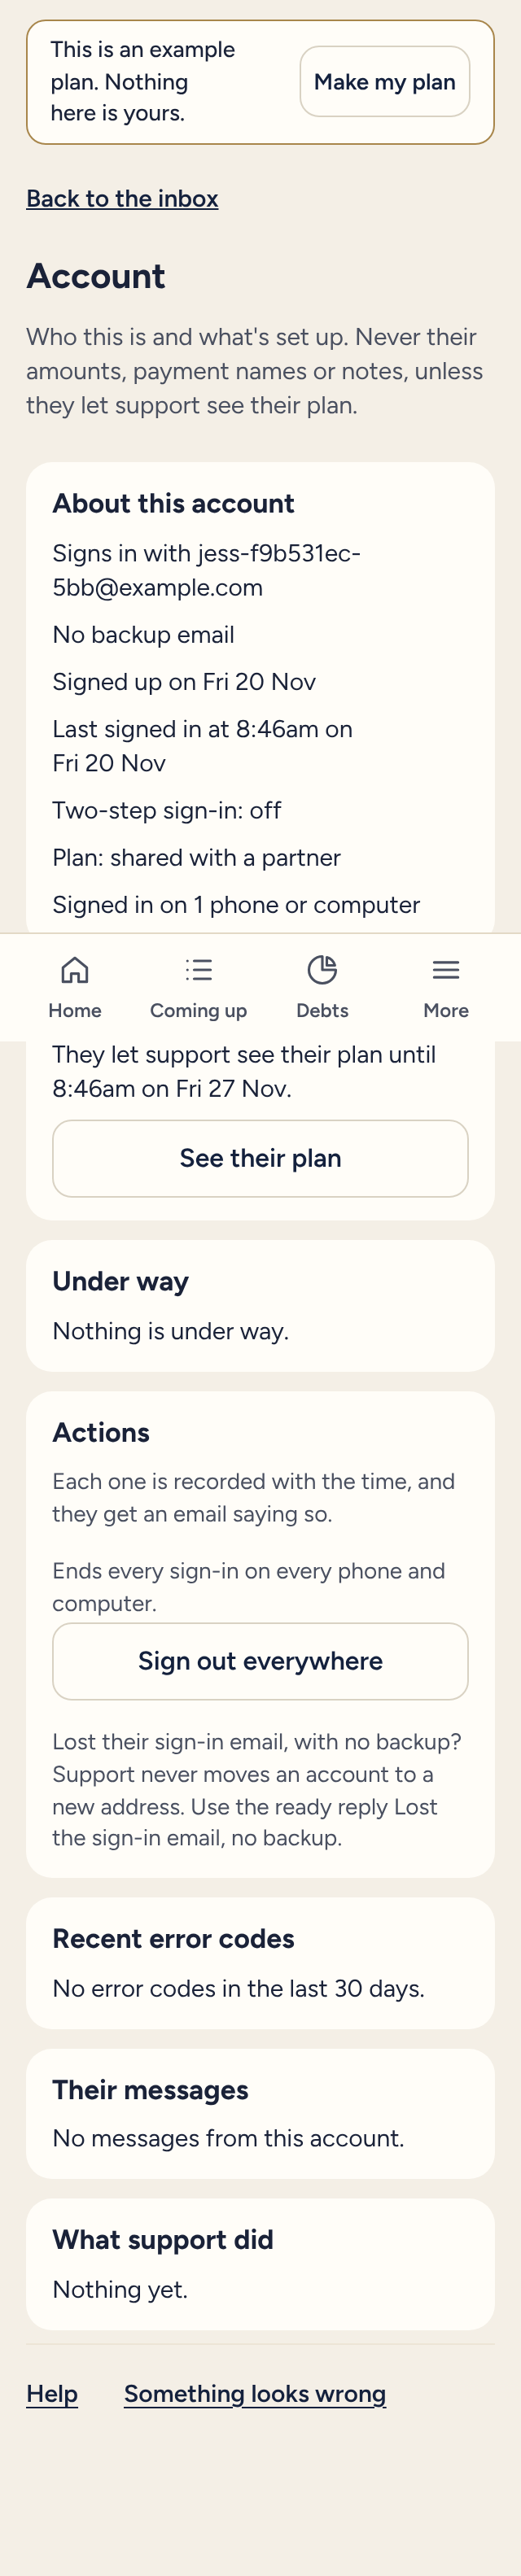 This is an example
plan. Nothing
here is yours.
Make my plan
Back to the inbox
Account
Who this is and what's set up. Never their
amounts, payment names or notes, unless
they let support see their plan.
About this account
Signs in with jess-f9b531ec-
5bb@example.com
No backup email
Signed up on Fri 20 Nov
Last signed in at 8:46am on
Fri 20 Nov
Two-step sign-in: off
Plan: shared with a partner
Signed in on 1 phone or computer
Home
Coming up
Debts
More
They let support see their plan until
8:46am on Fri 27 Nov.
See their plan
Under way
Nothing is under way.
Actions
Each one is recorded with the time, and
they get an email saying so.
Ends every sign-in on every phone and
computer.
Sign out everywhere
Lost their sign-in email, with no backup?
Support never moves an account to a
new address. Use the ready reply Lost
the sign-in email, no backup.
Recent error codes
No error codes in the last 30 days.
Their messages
No messages from this account.
What support did
Nothing yet.
Help
Something looks wrong